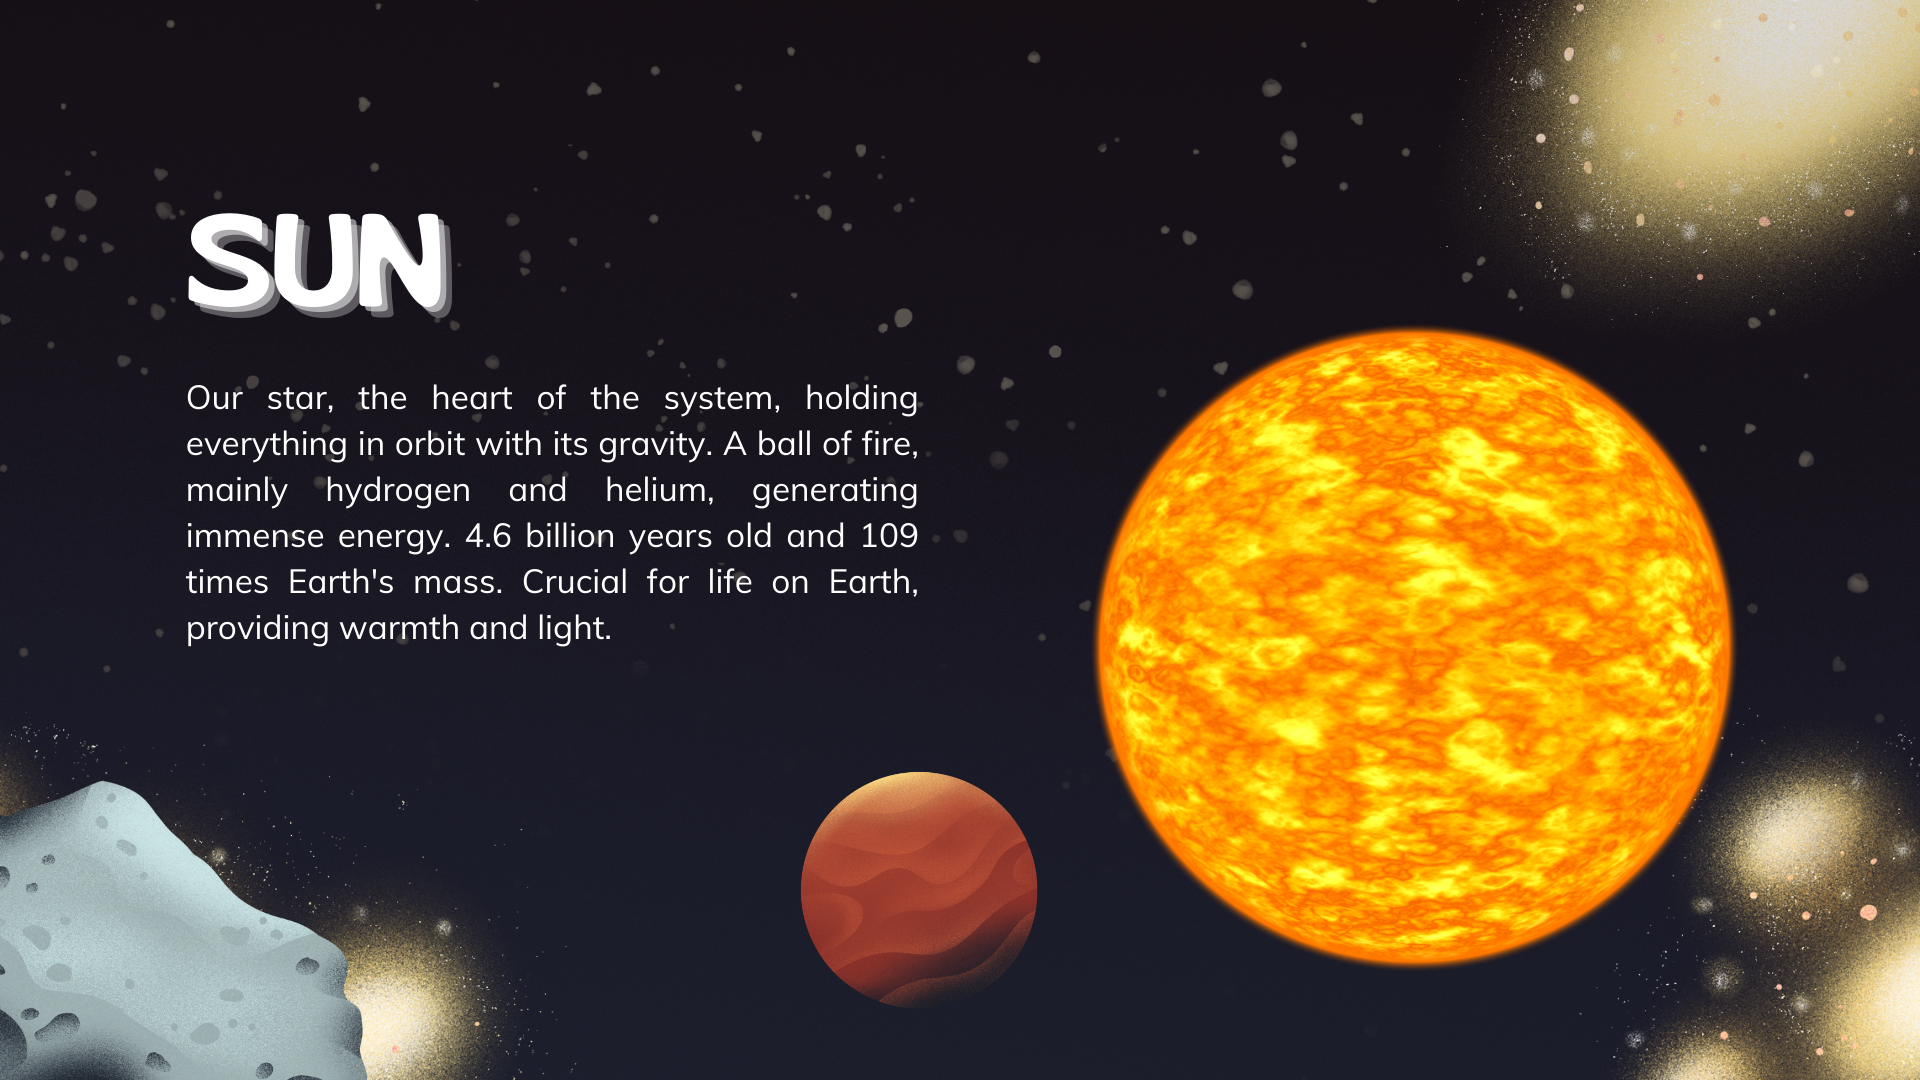 SUN
Our star, the heart of the system, holding
everything in orbit with its gravity. A ball of fire,
mainly hydrogen and helium, generating
immense energy. 4.6 billion years old and 109
times Earth's mass. Crucial for life on Earth,
providing warmth and light.